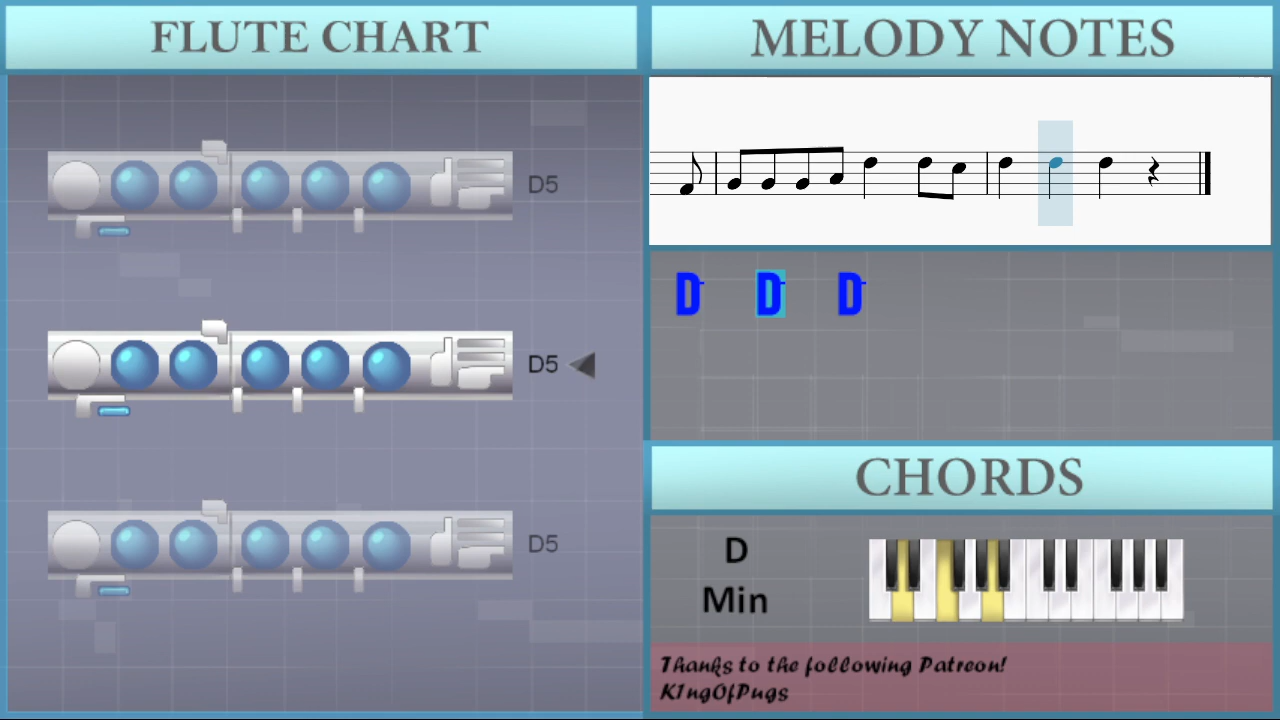 FLUTE CHART
MELODY NOTES
D5
D5
D5
D D D
CHORDS
D
Min
Thanks to the following Patreon!
K1ngOfPugs